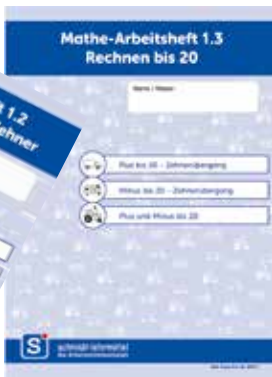 Mathe-Arbeitsheft 1.3
Rechnen bis 20
Name / Klasse:
1.2
ehner
Plus bis 20 - Zehnerübergang
Minus bis 20 - Zehnerübergang
Plus und Minus bis 20
S